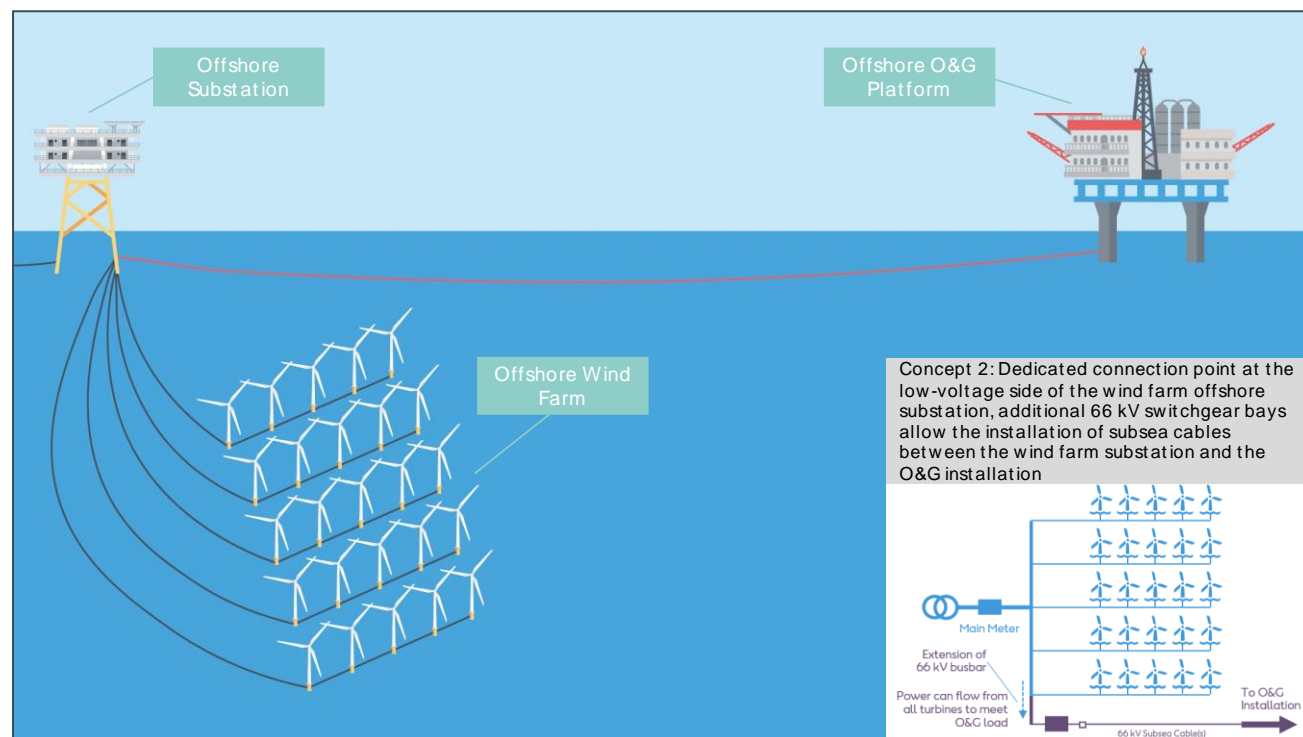 Offshore
Substation
Offshore O&G
Platform
Offshore Wind
Farm
Concept 2: Dedicated connection point at the
low-voltage side of the wind farm offshore
substation, additional 66 kV switchgear bays
allow the installation of subsea cables
between the wind farm substation and the
O&G installation
Main Meter
Extension of
66 kV busbar
Power can flow from
all turbines to meet
O&G load
To O&G
Installation
66 kV Subsea Cable(s)